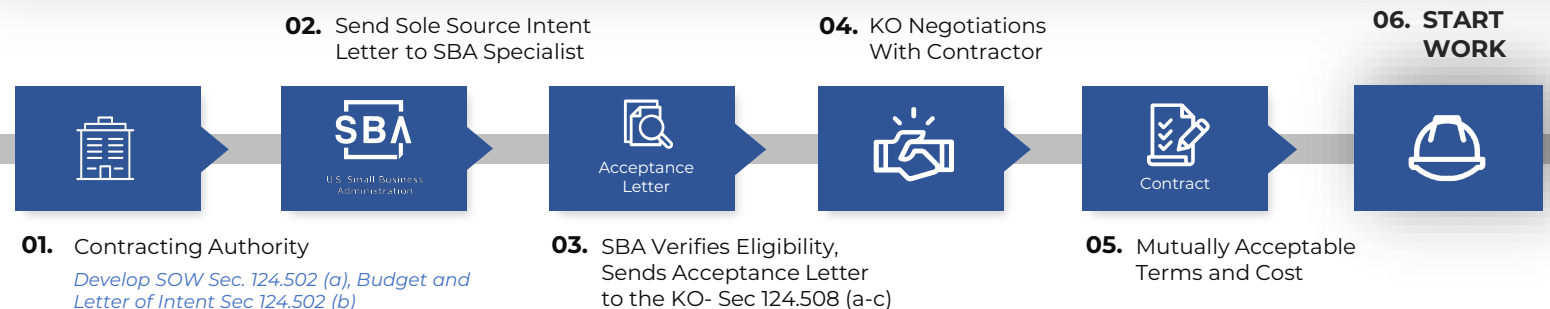 02. Send Sole Source Intent
Letter to SBA Specialist
04. KO Negotiations
With Contractor
06. START
WORK
SBA
U.S. Small Business
Administration
Acceptance
Letter
Contract
01. Contracting Authority
Develop SOW Sec. 124.502 (a), Budget and
Letter of Intent Sec 124.502 (b)
03. SBA Verifies Eligibility,
Sends Acceptance Letter
to the KO- Sec 124.508 (a-c)
05. Mutually Acceptable
Terms and Cost